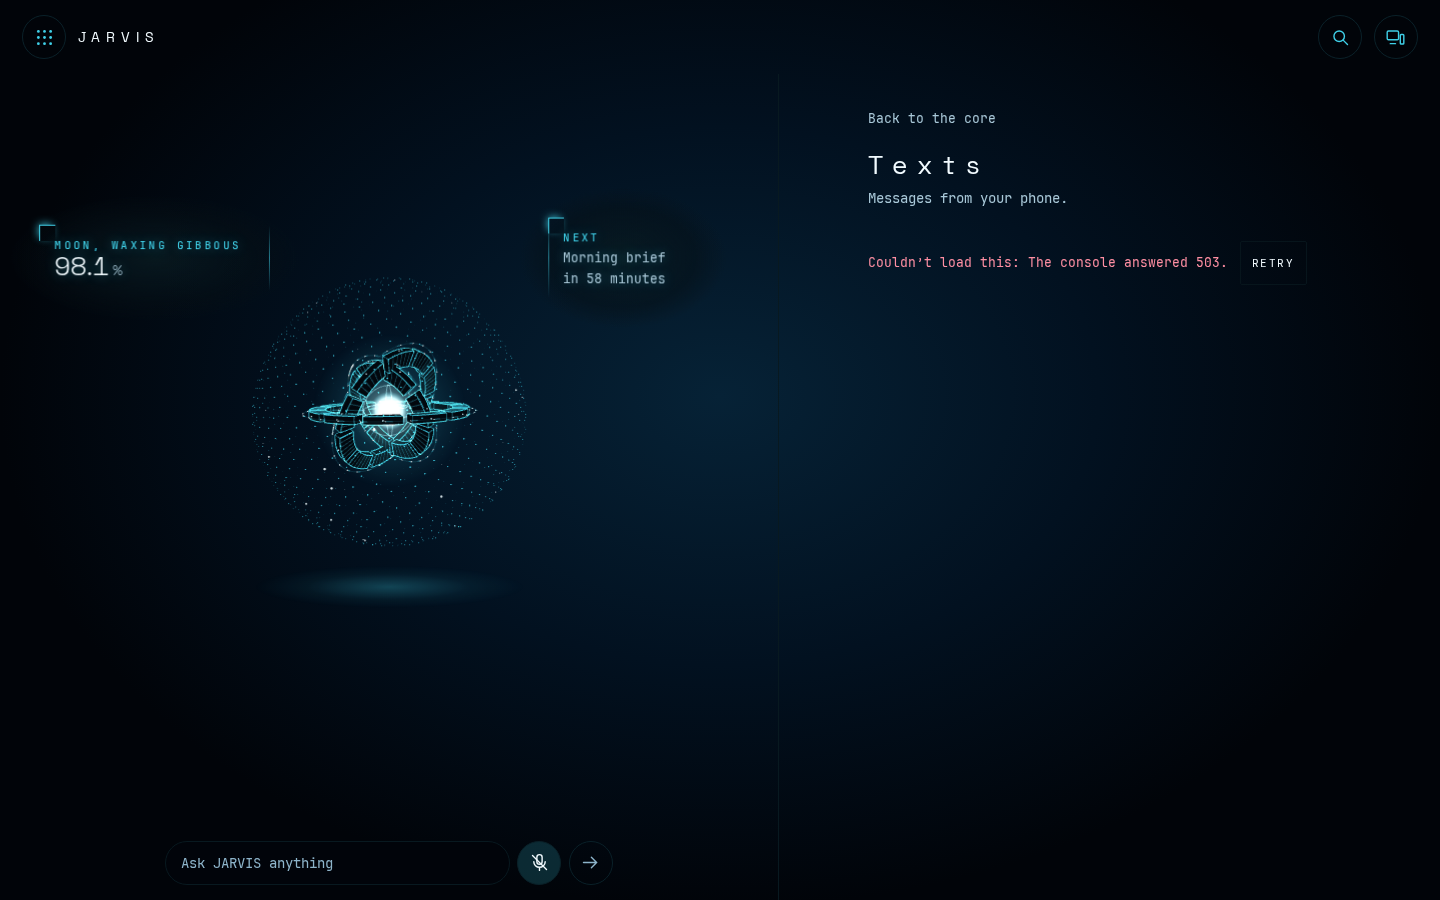 JARVIS
Back to the core
Texts
Messages from your phone.
MOON, WAXING GIBBOUS
98.1 %
NEXT
Morning brief
in 58 minutes
Couldn't load this: The console answered 503.
RETRY
Ask JARVIS anything